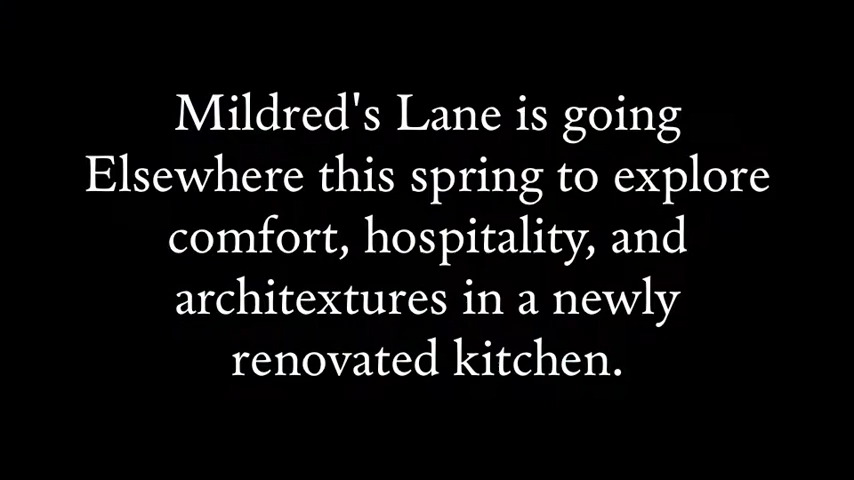 Mildred's Lane is going
Elsewhere this spring to explore
comfort, hospitality, and
architextures in a newly
renovated kitchen.